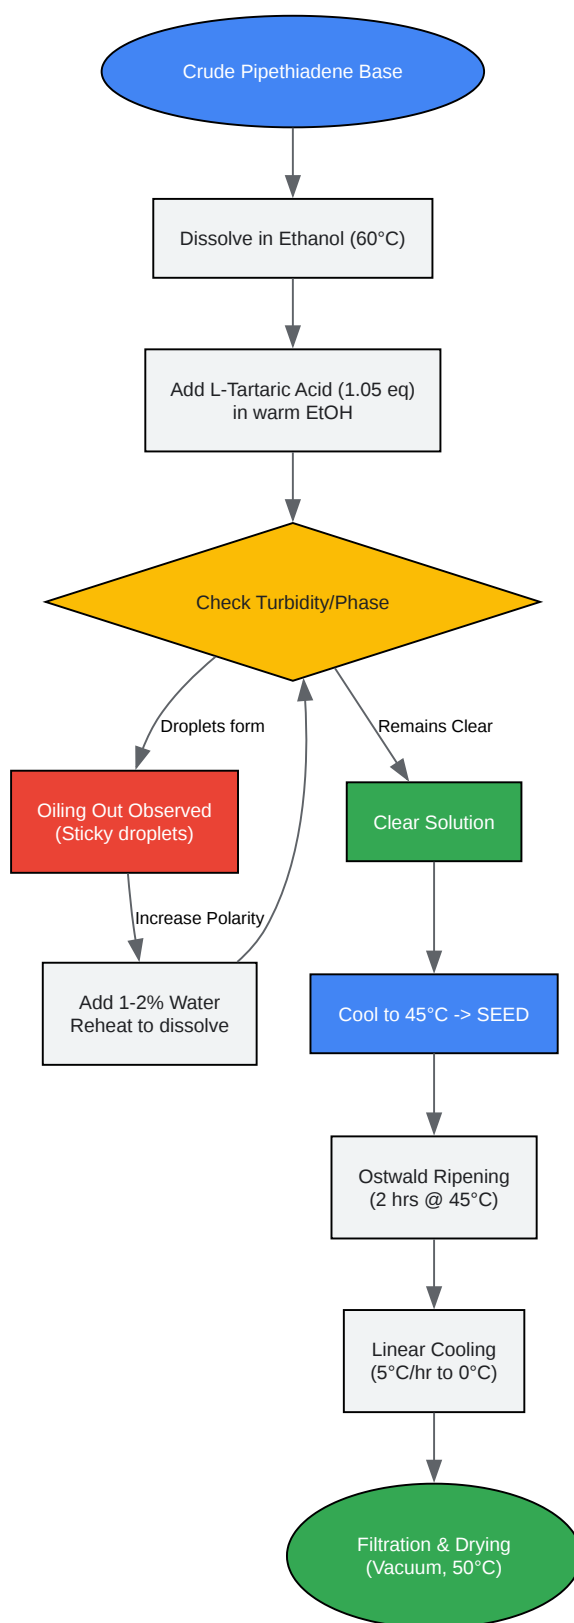 Crude Pipethiadene Base
Dissolve in Ethanol (60°C)
Add L-Tartaric Acid (1.05 eq)
in warm EtOH
Check Turbidity/Phase
Droplets form
Remains Clear
Oiling Out Observed
(Sticky droplets)
Clear Solution
Increase Polarity
Add 1-2% Water
Reheat to dissolve
Cool to 45°C -> SEED
Ostwald Ripening
(2 hrs @ 45°C)
Linear Cooling
(5°C/hr to 0°C)
Filtration & Drying
(Vacuum, 50°C)